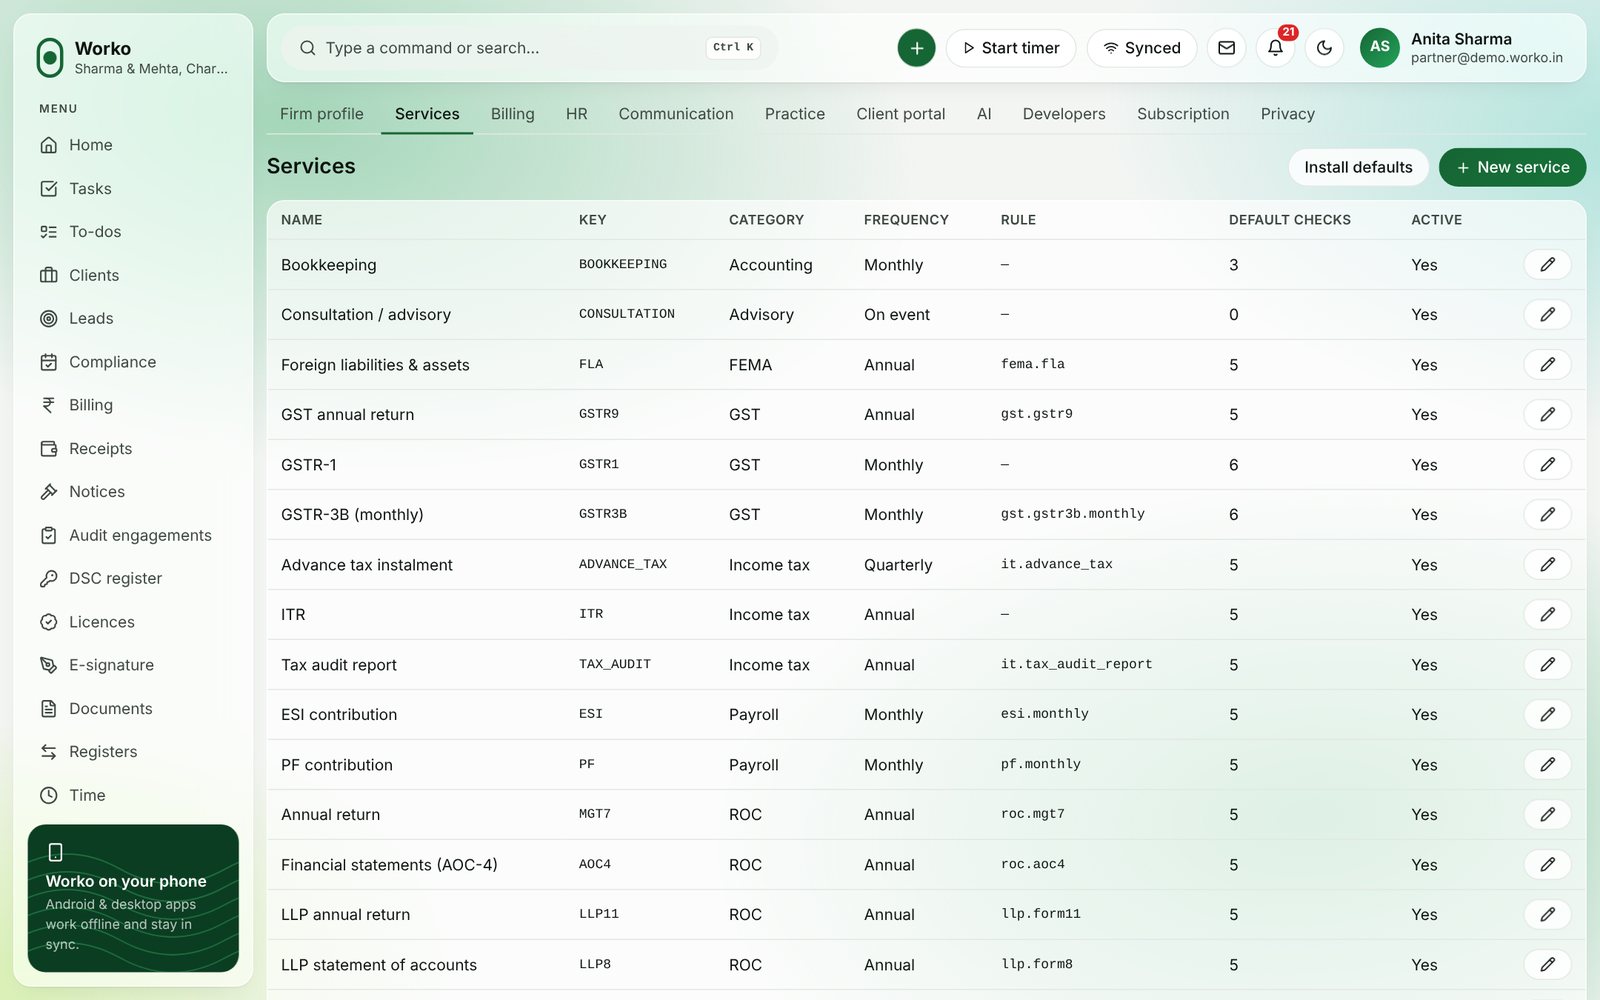 Worko
Sharma & Mehta, Char...
MENU
Home
Tasks
To-dos
Clients
Leads
Compliance
Billing
Receipts
Notices
Audit engagements
DSC register
Licences
E-signature
Documents
Registers
Time
Worko on your phone
Android & desktop apps
work offline and stay in
sync.
Type a command or search... Ctrl K
Start timer
Synced
21
AS
Anita Sharma
partner@demo.worko.in
Firm profile Services Billing HR Communication Practice Client portal AI Developers Subscription Privacy
Services
Install defaults
+ New service
NAME KEY CATEGORY FREQUENCY RULE DEFAULT CHECKS ACTIVE
Bookkeeping BOOKKEEPING Accounting Monthly – 3 Yes
Consultation / advisory CONSULTATION Advisory On event – 0 Yes
Foreign liabilities & assets FLA FEMA Annual fema.fla 5 Yes
GST annual return GSTR9 GST Annual gst.gstr9 5 Yes
GSTR-1 GSTR1 GST Monthly – 6 Yes
GSTR-3B (monthly) GSTR3B GST Monthly gst.gstr3b.monthly 6 Yes
Advance tax instalment ADVANCE_TAX Income tax Quarterly it.advance_tax 5 Yes
ITR ITR Income tax Annual – 5 Yes
Tax audit report TAX_AUDIT Income tax Annual it.tax_audit_report 5 Yes
ESI contribution ESI Payroll Monthly esi.monthly 5 Yes
PF contribution PF Payroll Monthly pf.monthly 5 Yes
Annual return MGT7 ROC Annual roc.mgt7 5 Yes
Financial statements (AOC-4) AOC4 ROC Annual roc.aoc4 5 Yes
LLP annual return LLP11 ROC Annual llp.form11 5 Yes
LLP statement of accounts LLP8 ROC Annual llp.form8 5 Yes